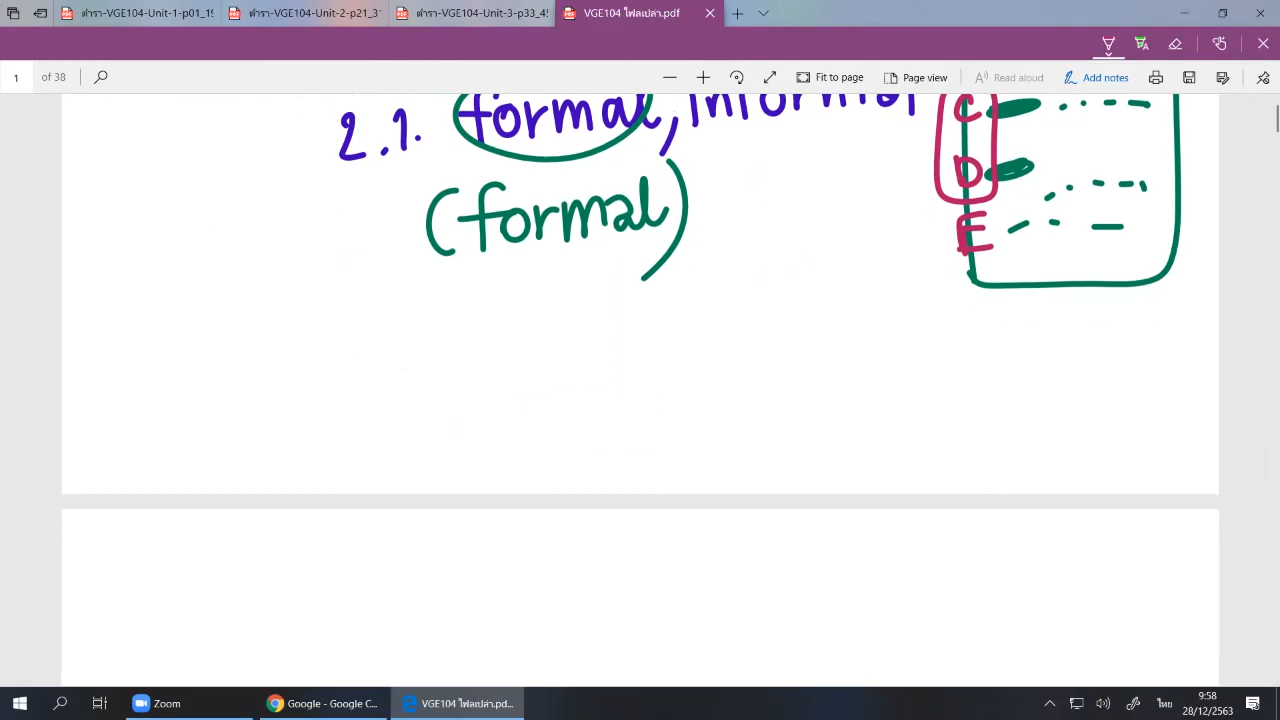 ตำรา-VGE104-Unit-1-p01_1 ตำรา-VGE104-Unit-2-p21_3 ตำรา-VGE104-Unit-3-p33_4 VGE104 ไฟลเปล่า.pdf
1 of 38 Fit to page Page view Read aloud Add notes
2.1. formal, informal
(formal)
C
D
E
Zoom Google - Google C... VGE104 ไฟลเปล่า.pd... ไทย 9:58
28/12/2563